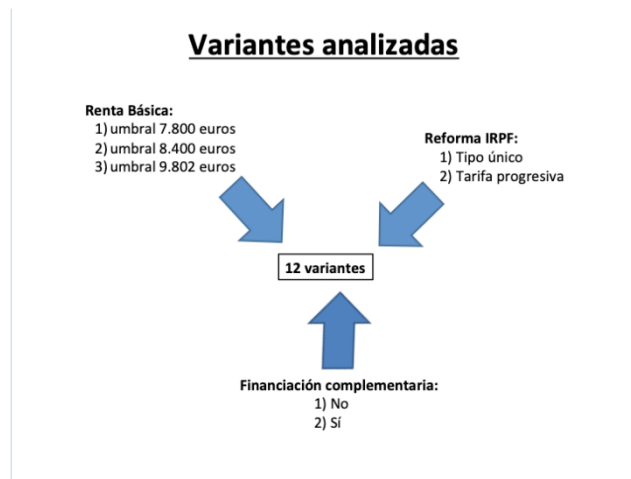 Variantes analizadas
Renta Básica:
1) umbral 7.800 euros
2) umbral 8.400 euros
3) umbral 9.802 euros
Reforma IRPF:
1) Tipo único
2) Tarifa progresiva
12 variantes
Financiación complementaria:
1) No
2) Sí